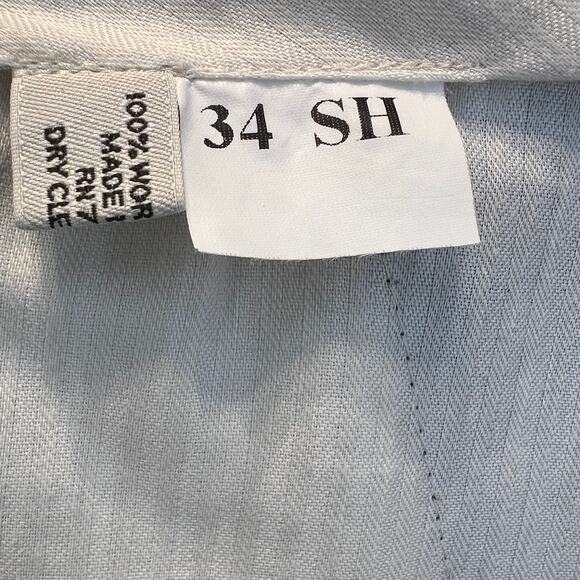 34 SH
100% WOR
MADE I
RN 7
DRY CLE